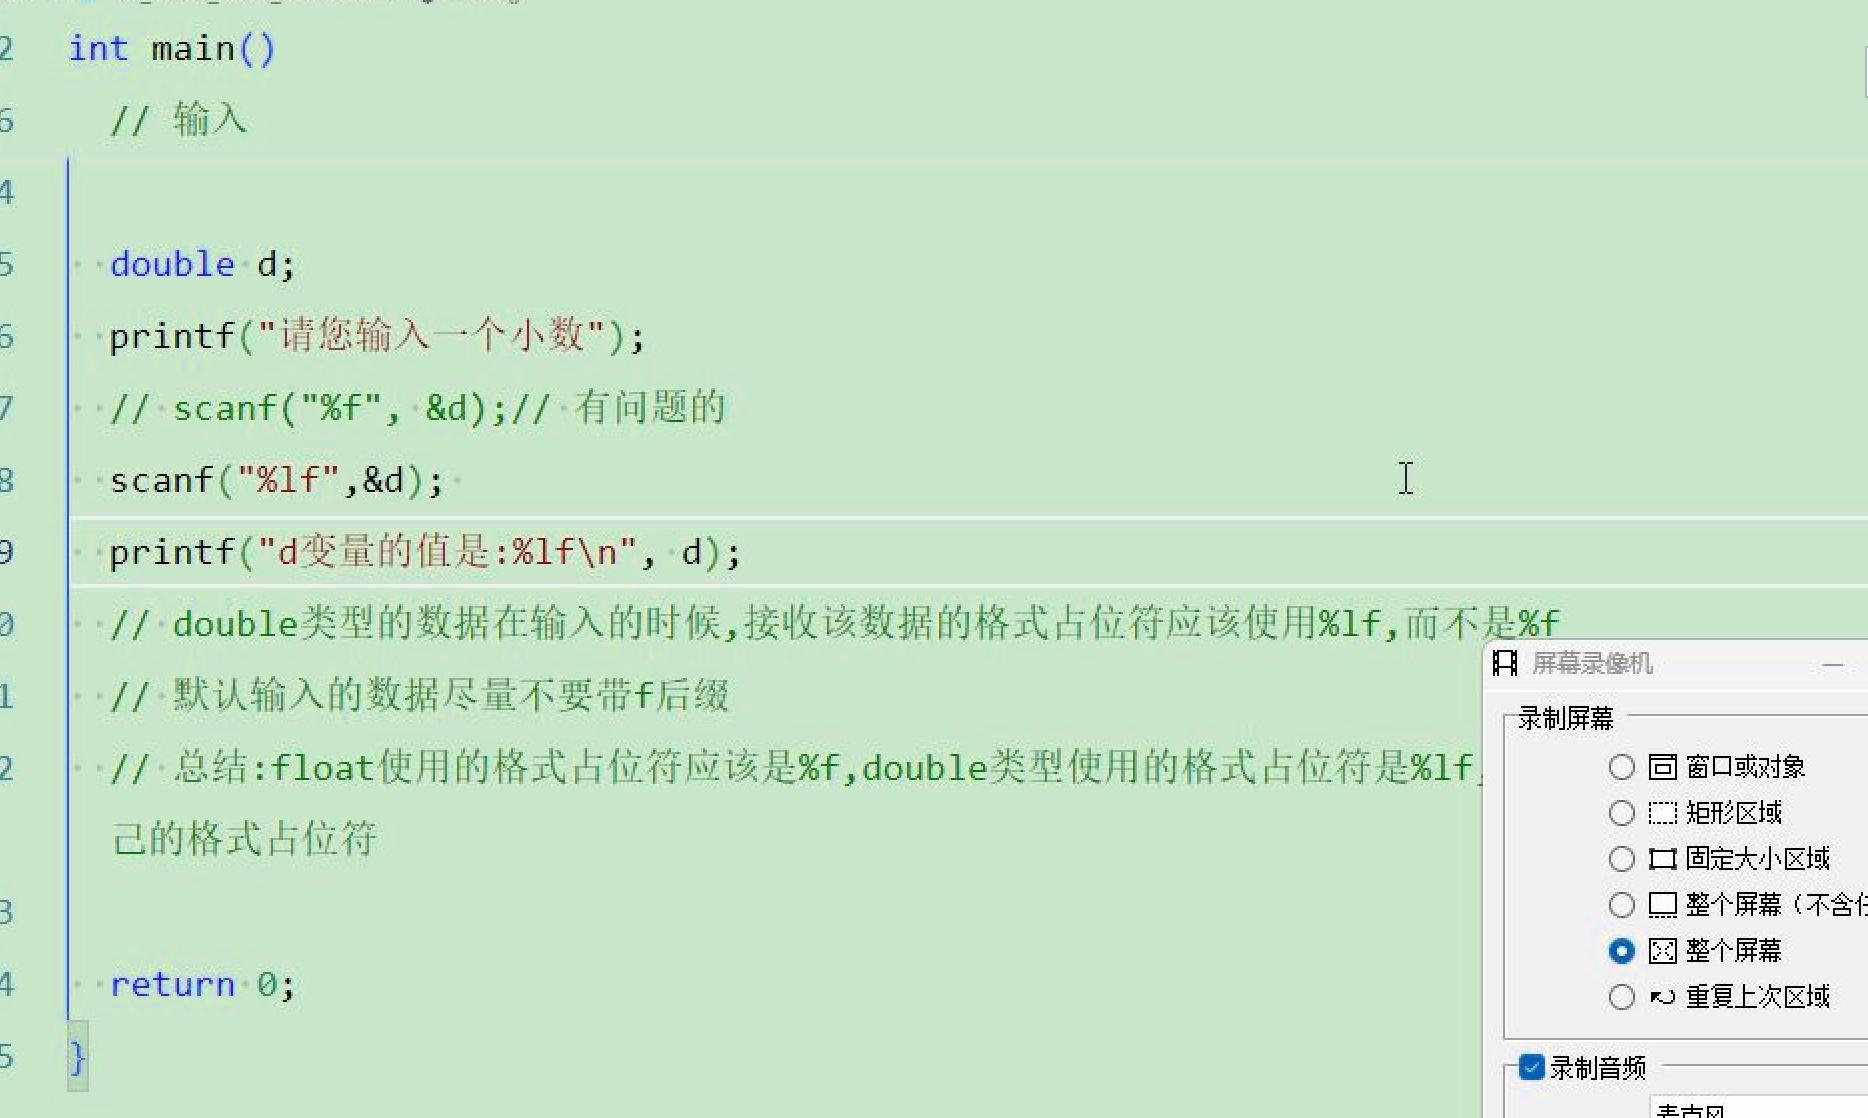 2 int main()
6 // 输入
4
5 double d;
6 printf("请您输入一个小数");
7 // scanf("%f", &d);// 有问题的
8 scanf("%lf",&d);
9 printf("d变量的值是:%lf\n", d);
0 // double类型的数据在输入的时候,接收该数据的格式占位符应该使用%lf,而不是%f
1 // 默认输入的数据尽量不要带f后缀
2 // 总结:float使用的格式占位符应该是%f,double类型使用的格式占位符是%lf,
己的格式占位符
3
4 return 0;
5 }
屏幕录像机
录制屏幕
窗口或对象
矩形区域
固定大小区域
整个屏幕（不含任
整个屏幕
重复上次区域
录制音频
麦克风